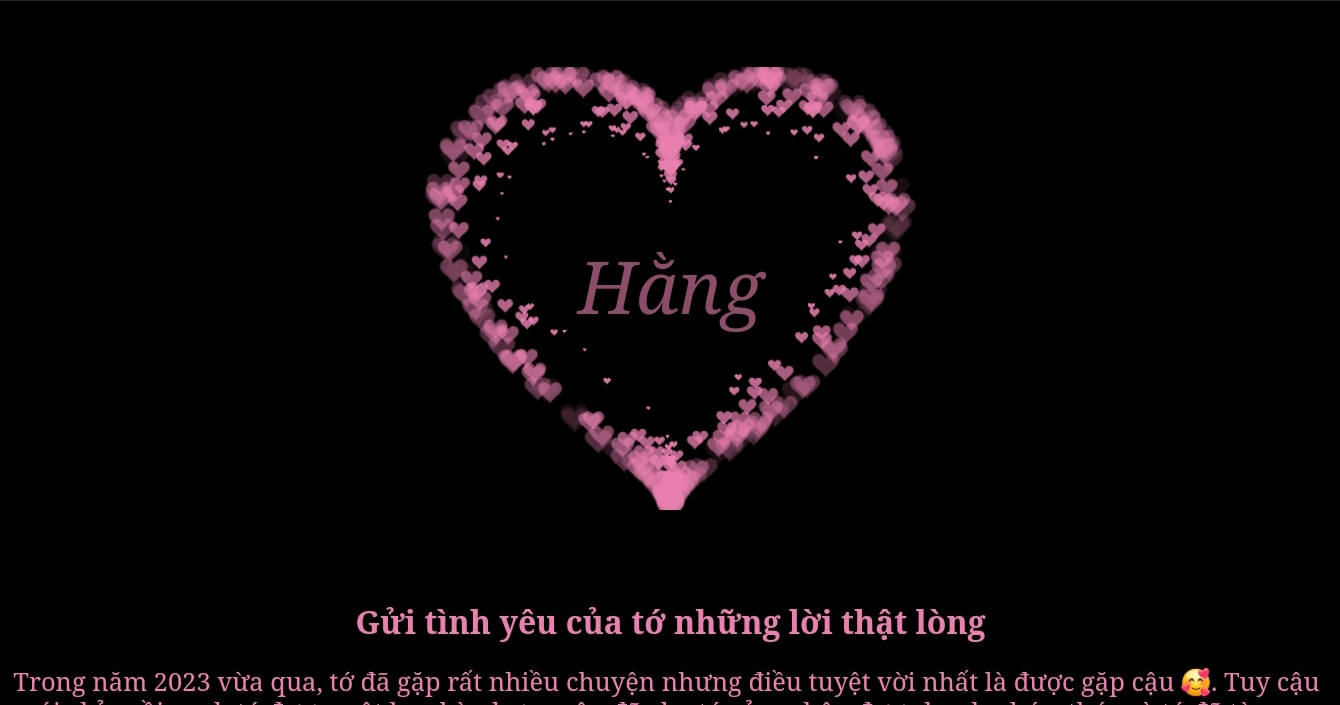 Hằng
Gửi tình yêu của tớ những lời thật lòng
Trong năm 2023 vừa qua, tớ đã gặp rất nhiều chuyện nhưng điều tuyệt vời nhất là được gặp cậu 🥰. Tuy cậu